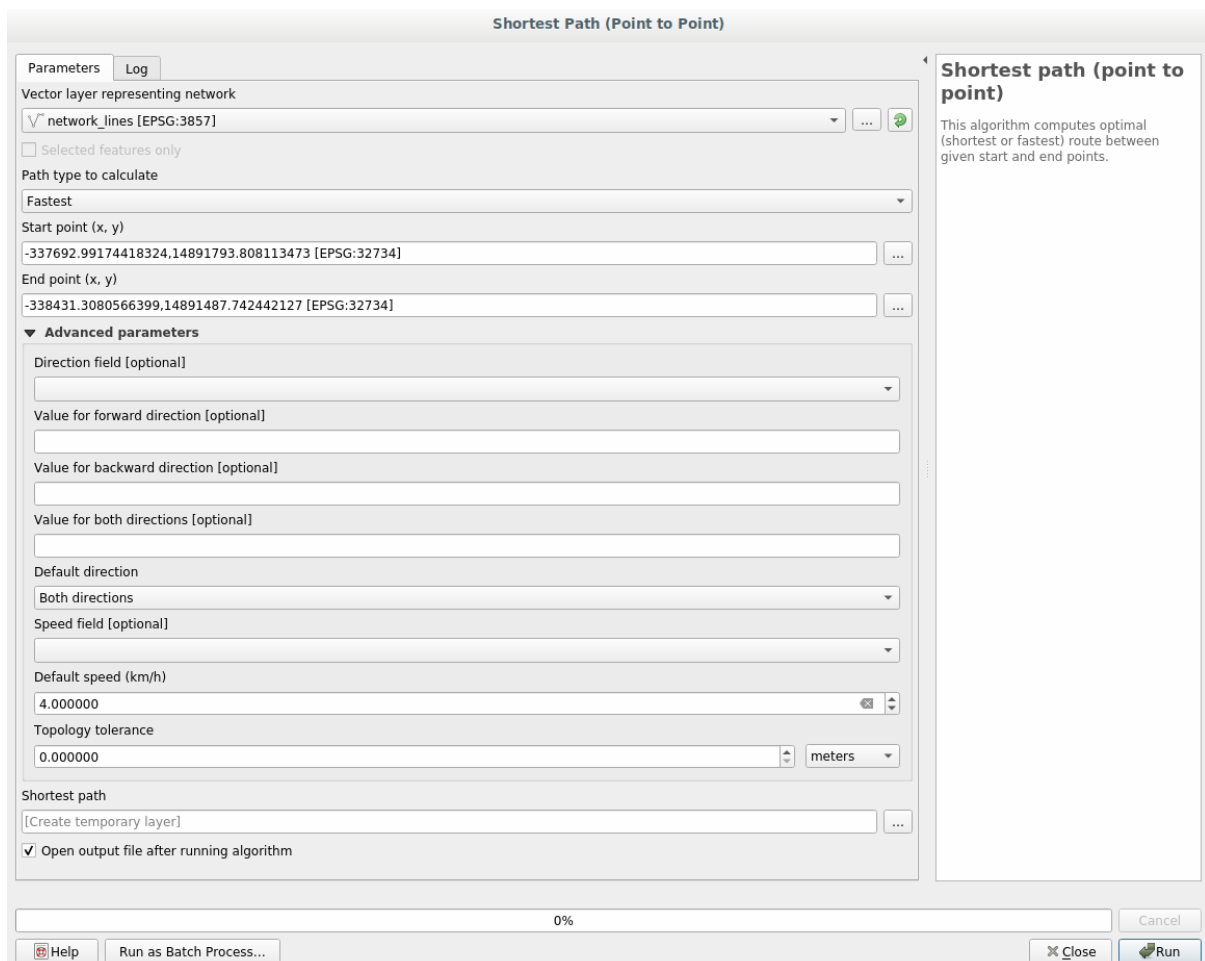 Shortest Path (Point to Point)
Parameters
Log
Vector layer representing network
network_lines [EPSG:3857]
...
Selected features only
Path type to calculate
Fastest
Start point (x, y)
-337692.99174418324,14891793.808113473 [EPSG:32734]
...
End point (x, y)
-338431.3080566399,14891487.742442127 [EPSG:32734]
...
Advanced parameters
Direction field [optional]
Value for forward direction [optional]
Value for backward direction [optional]
Value for both directions [optional]
Default direction
Both directions
Speed field [optional]
Default speed (km/h)
4.000000
Topology tolerance
0.000000
meters
Shortest path
[Create temporary layer]
...
Open output file after running algorithm
Shortest path (point to
point)
This algorithm computes optimal
(shortest or fastest) route between
given start and end points.
0%
Cancel
Help
Run as Batch Process...
Close
Run